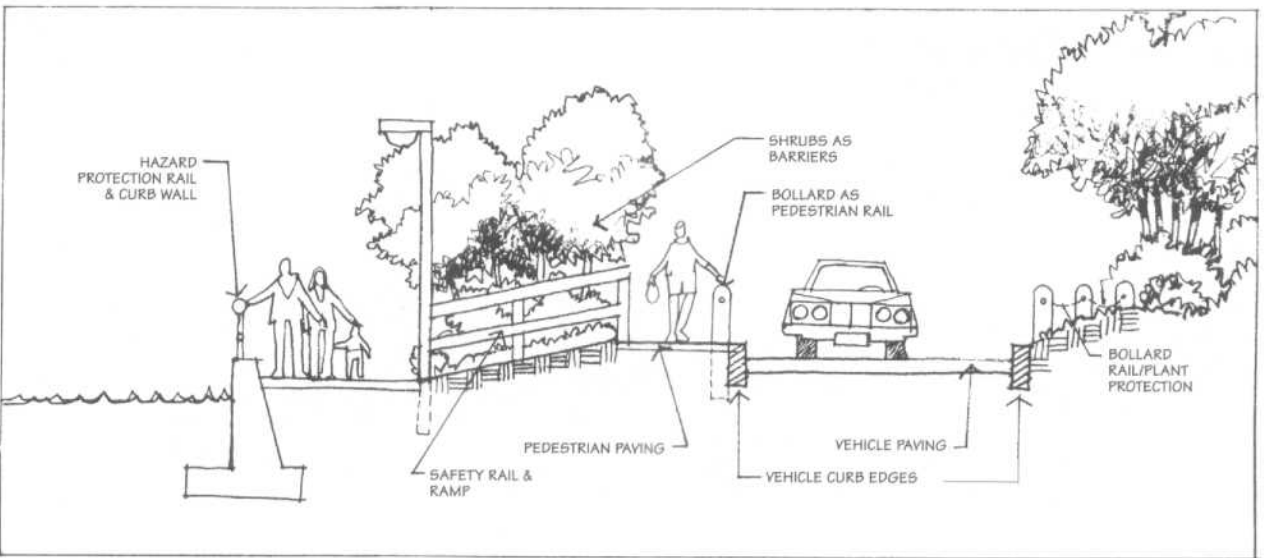 HAZARD
PROTECTION RAIL
& CURB WALL
SHRUBS AS
BARRIERS
BOLLARD AS
PEDESTRIAN RAIL
BOLLARD
RAIL/PLANT
PROTECTION
PEDESTRIAN PAVING
VEHICLE PAVING
SAFETY RAIL &
RAMP
VEHICLE CURB EDGES